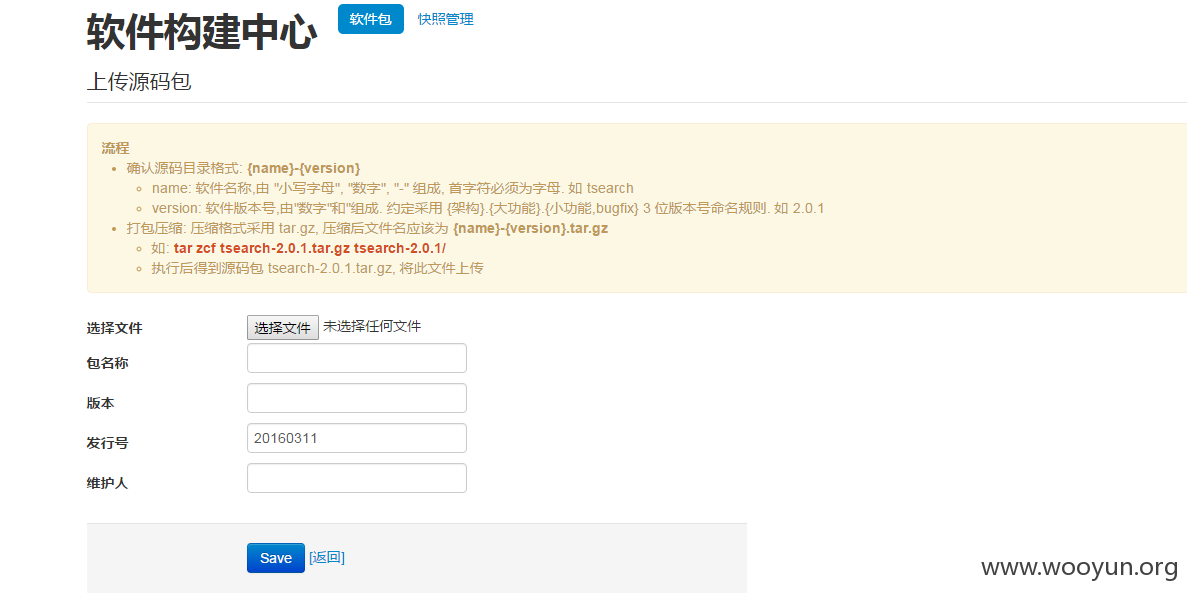 软件构建中心 软件包 快照管理
上传源码包
流程
确认源码目录格式: {name}-{version}
name: 软件名称,由 "小写字母", "数字", "-" 组成, 首字符必须为字母. 如 tsearch
version: 软件版本号,由"数字"和"组成. 约定采用 {架构}.{大功能}.{小功能,bugfix} 3 位版本号命名规则. 如 2.0.1
打包压缩: 压缩格式采用 tar.gz, 压缩后文件名应该为 {name}-{version}.tar.gz
如: tar zcf tsearch-2.0.1.tar.gz tsearch-2.0.1/
执行后得到源码包 tsearch-2.0.1.tar.gz, 将此文件上传
选择文件 选择文件 未选择任何文件
包名称
版本
发行号 20160311
维护人
Save [返回]
www.wooyun.org